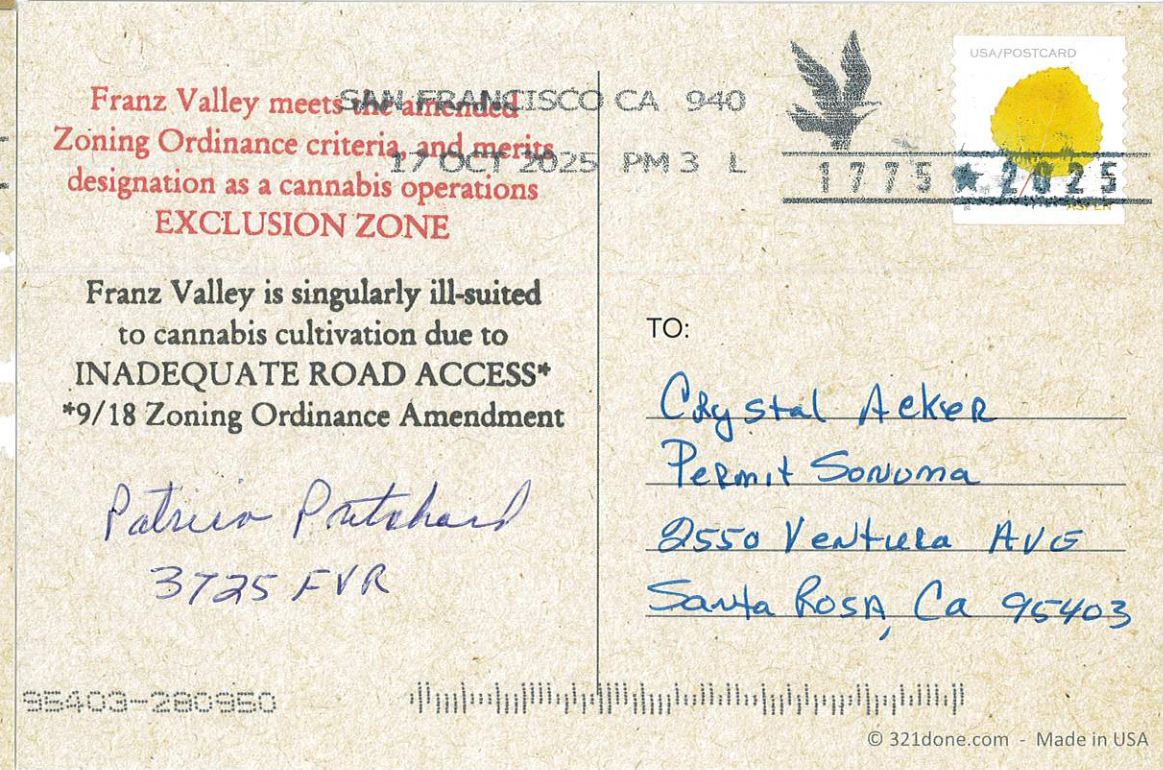 Franz Valley meets the amended
Zoning Ordinance criteria, and merits
designation as a cannabis operations
EXCLUSION ZONE
Franz Valley is singularly ill-suited
to cannabis cultivation due to
INADEQUATE ROAD ACCESS*
*9/18 Zoning Ordinance Amendment
Patricia Pritchard
3725 FVR
95403-280950
SAN FRANCISCO CA 940
17 OCT 2025 PM 3 L
USA/POSTCARD
1775 ★ 2025
ASPEN
TO:
Crystal Acker
Permit Sonoma
2550 Ventura AVE
Santa Rosa, Ca 95403
© 321done.com - Made in USA